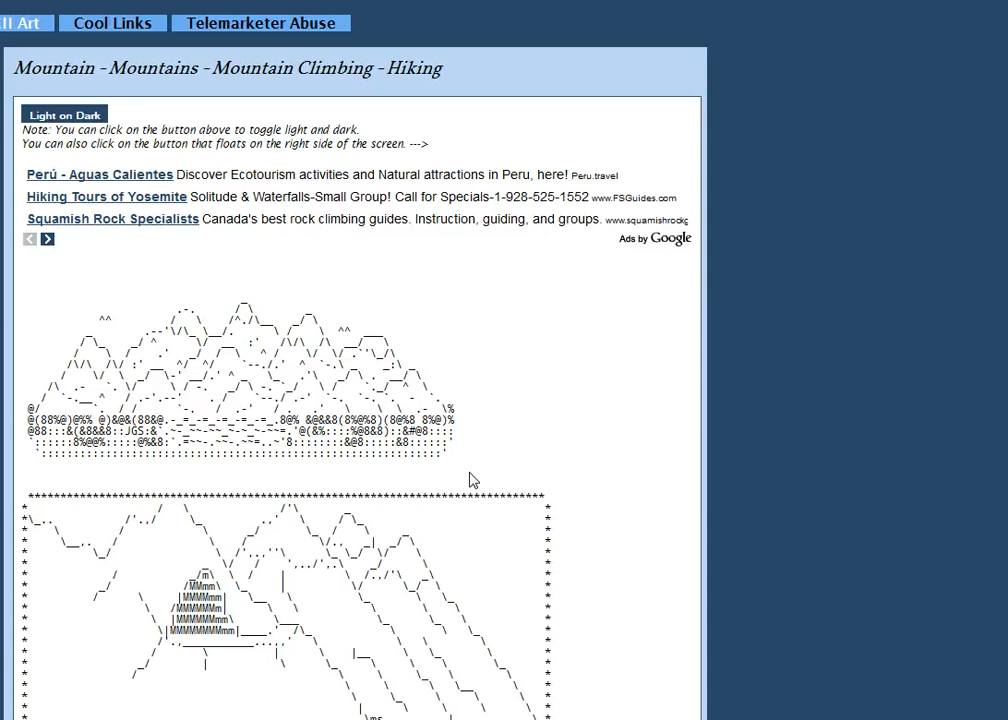 II Art Cool Links Telemarketer Abuse
Mountain - Mountains - Mountain Climbing - Hiking
Light on Dark
Note: You can click on the button above to toggle light and dark.
You can also click on the button that floats on the right side of the screen. --->
Perú - Aguas Calientes Discover Ecotourism activities and Natural attractions in Peru, here! Peru.travel
Hiking Tours of Yosemite Solitude & Waterfalls-Small Group! Call for Specials-1-928-525-1552 www.FSGuides.com
Squamish Rock Specialists Canada's best rock climbing guides. Instruction, guiding, and groups. www.squamishrockg
Ads by Google